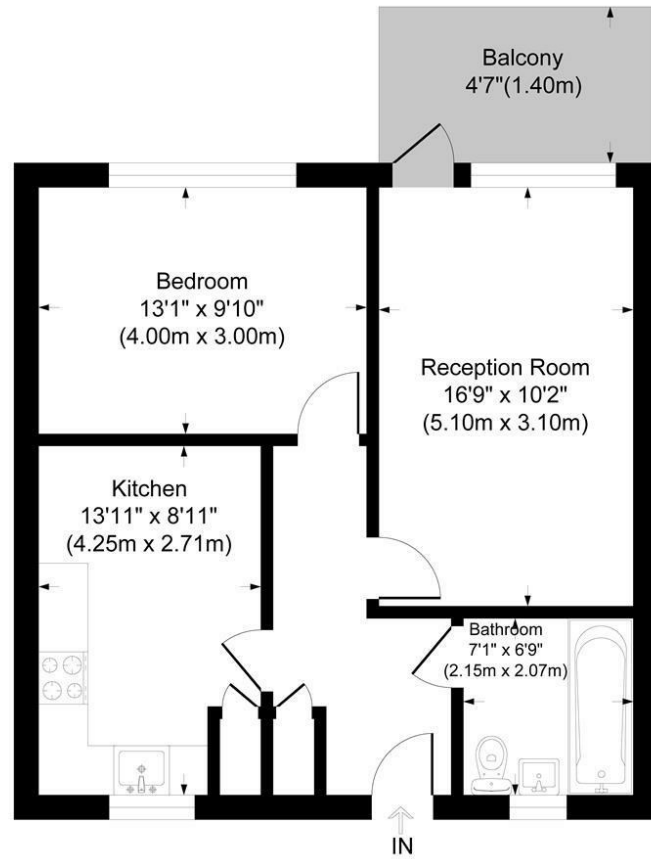 Balcony
4'7"(1.40m)
Bedroom
13'1" x 9'10"
(4.00m x 3.00m)
Reception Room
16'9" x 10'2"
(5.10m x 3.10m)
Kitchen
13'11" x 8'11"
(4.25m x 2.71m)
Bathroom
7'1" x 6'9"
(2.15m x 2.07m)
IN